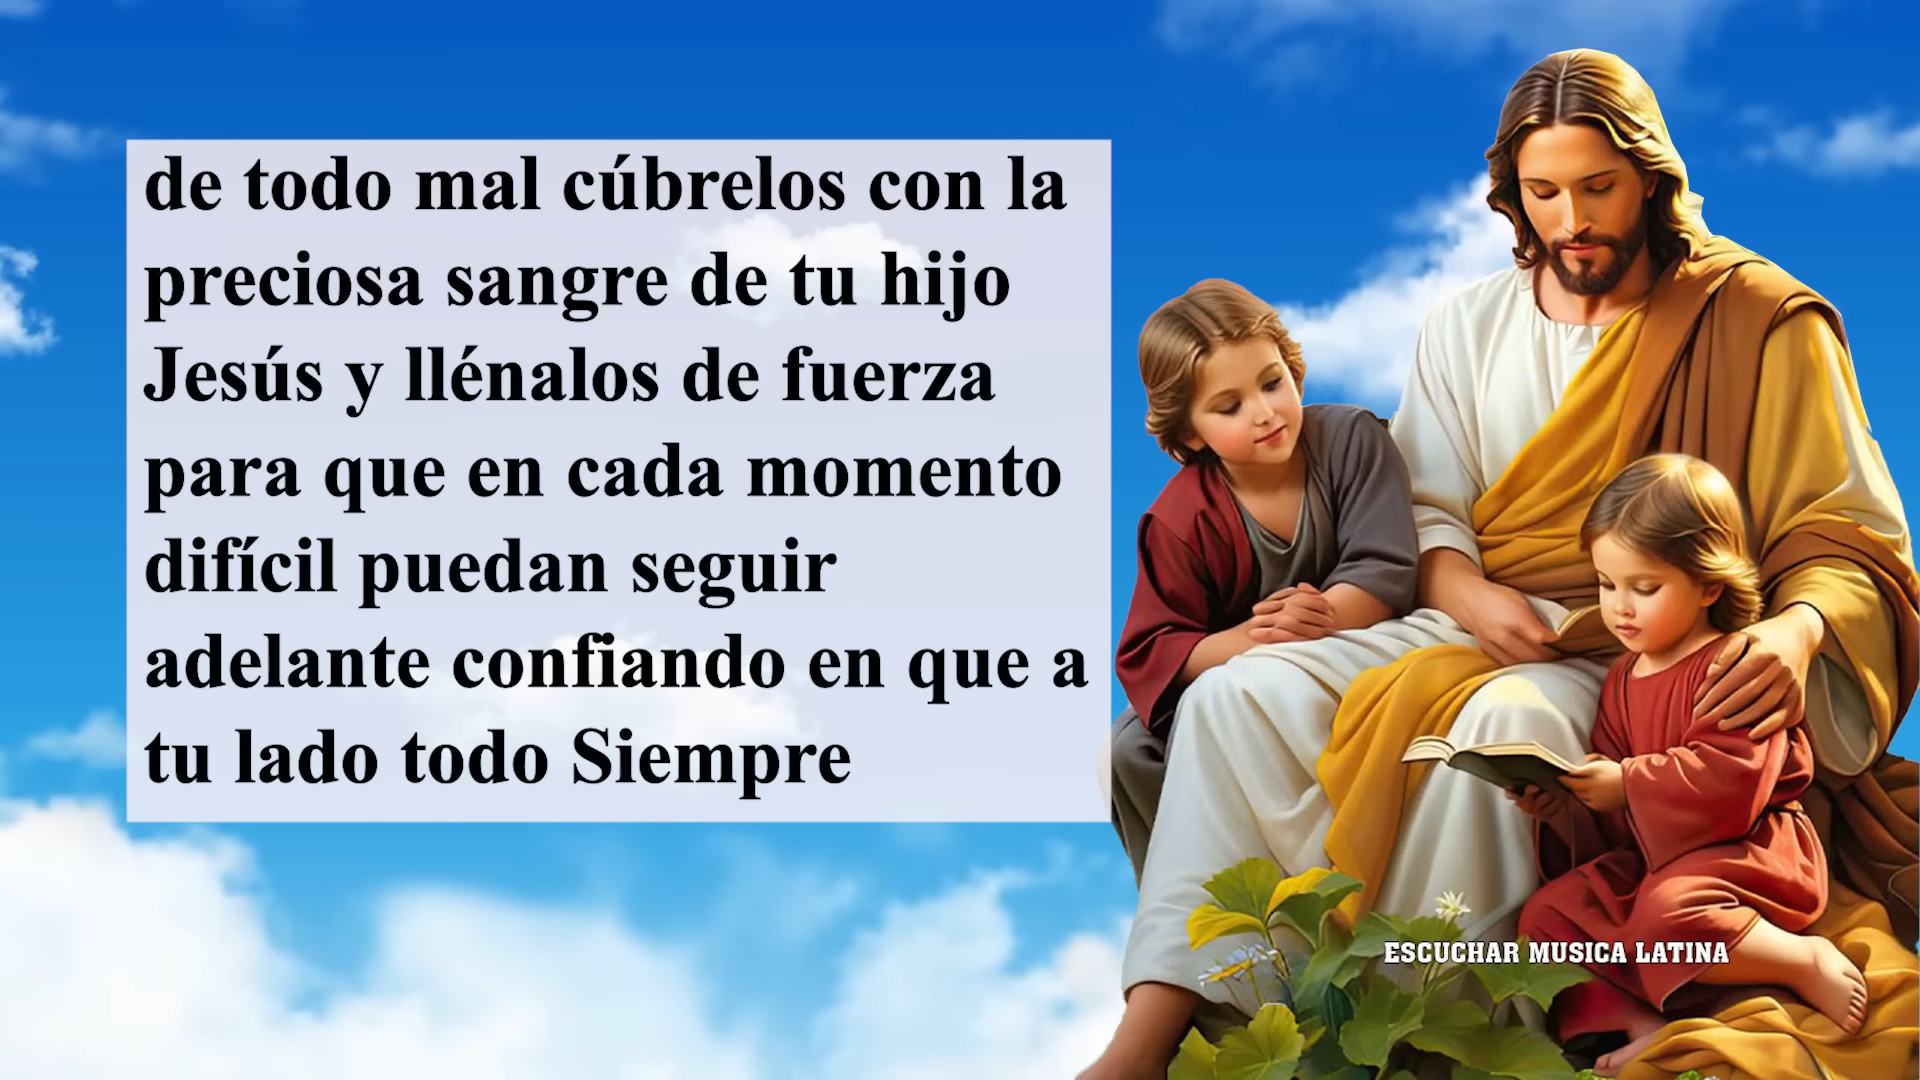 de todo mal cúbrelos con la
preciosa sangre de tu hijo
Jesús y llénalos de fuerza
para que en cada momento
difícil puedan seguir
adelante confiando en que a
tu lado todo Siempre
ESCUCHAR MUSICA LATINA